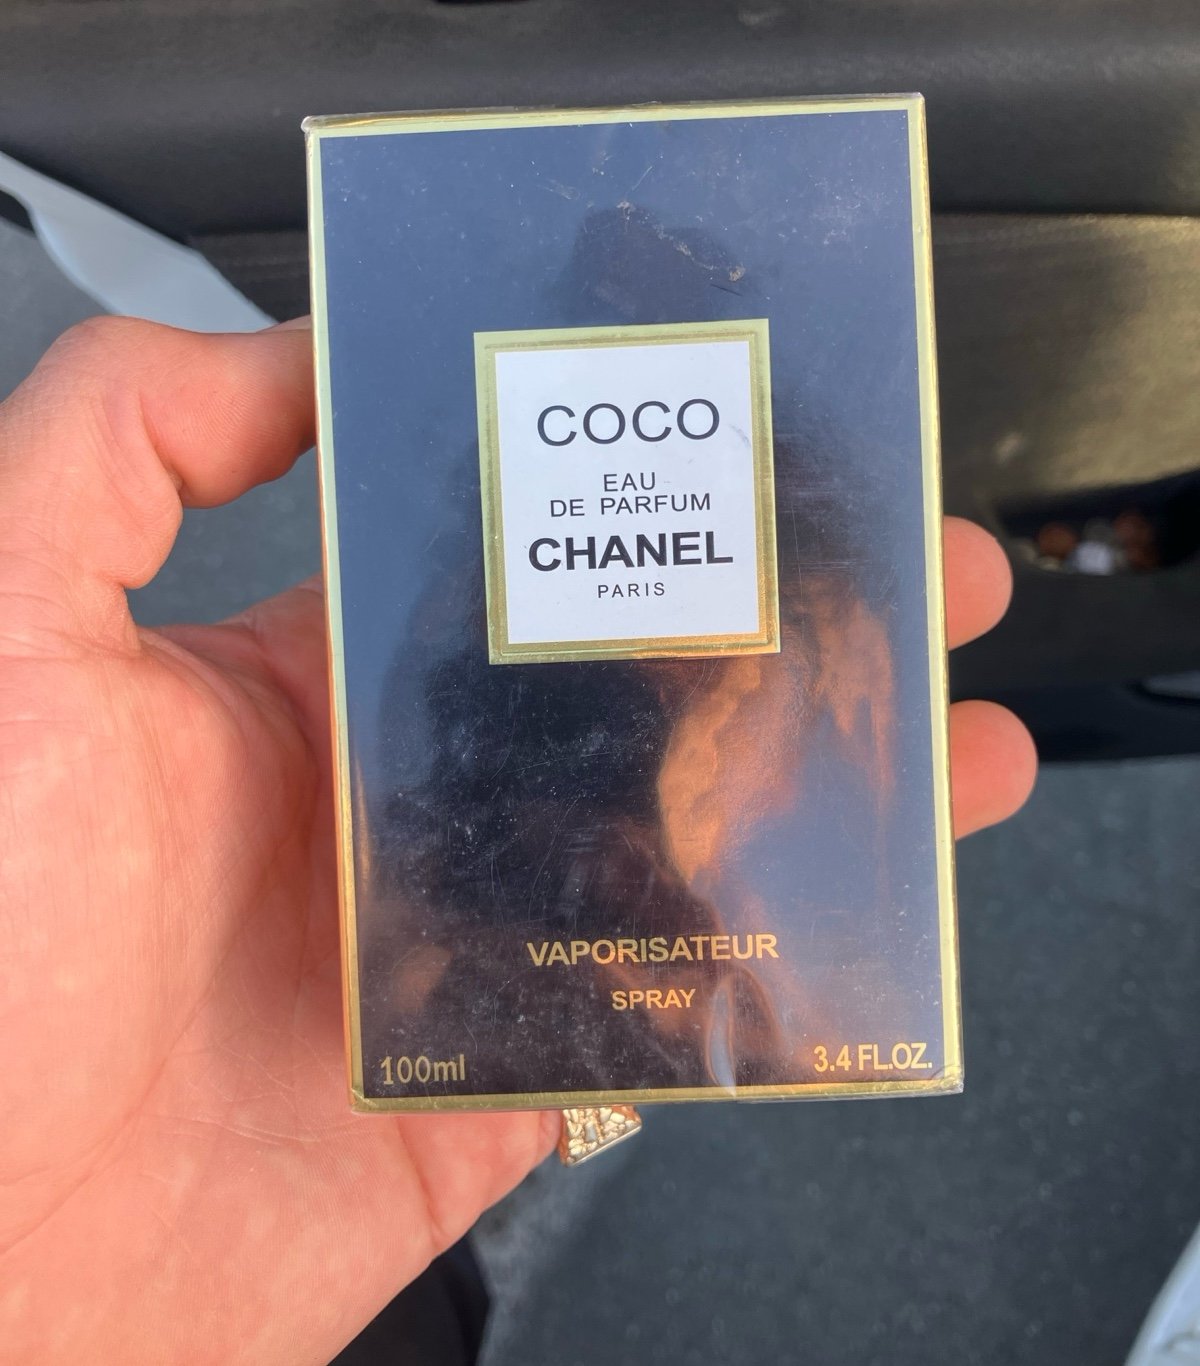 COCO
EAU
DE PARFUM
CHANEL
PARIS
VAPORISATEUR
SPRAY
100ml
3.4 FL.OZ.